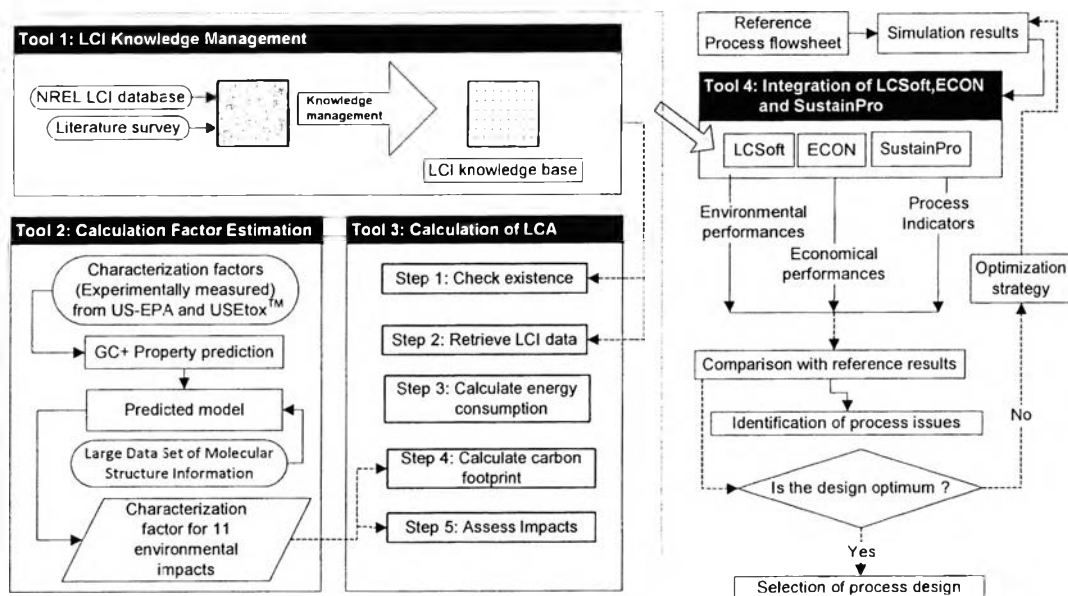 Tool 1: LCI Knowledge Management
NREL LCI database
Literature survey
Knowledge
management
LCI knowledge base
Tool 2: Calculation Factor Estimation
Characterization factors
(Experimentally measured)
from US-EPA and USEtox™
GC+ Property prediction
Predicted model
Large Data Set of Molecular
Structure Information
Characterization
factor for 11
environmental
impacts
Tool 3: Calculation of LCA
Step 1: Check existence
Step 2: Retrieve LCI data
Step 3: Calculate energy
consumption
Step 4: Calculate carbon
footprint
Step 5: Assess Impacts
Reference
Process flowsheet
Simulation results
Tool 4: Integration of LCSoft,ECON
and SustainPro
LCSoft
ECON
SustainPro
Environmental
performances
Economical
performances
Process
Indicators
Optimization
strategy
Comparison with reference results
Identification of process issues
No
Is the design optimum ?
Yes
Selection of process design